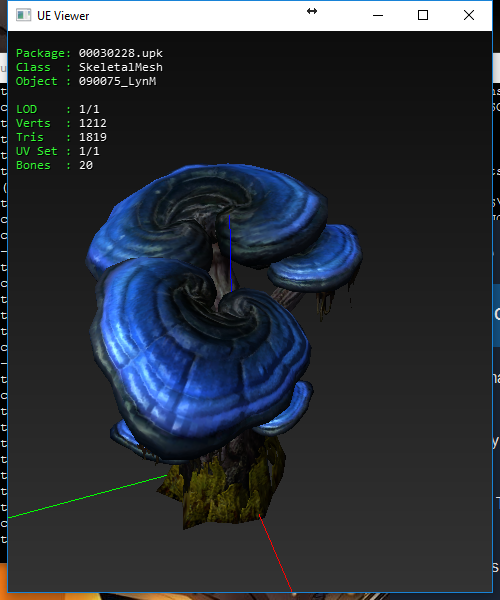 UE Viewer
Package: 00030228.upk
Class : SkeletalMesh
Object : 090075_LynM
LOD : 1/1
Verts : 1212
Tris : 1819
UV Set : 1/1
Bones : 20